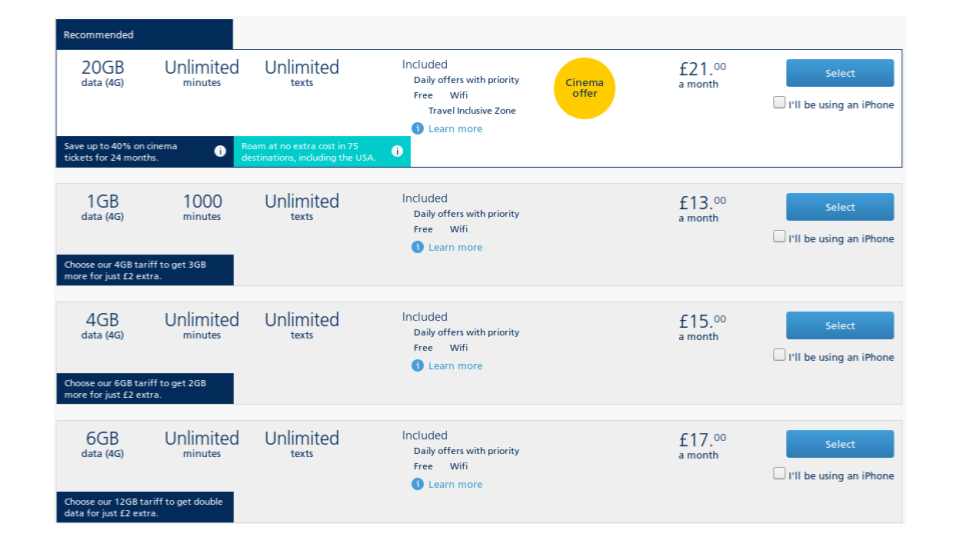 Recommended
20GB Unlimited Unlimited
data (4G) minutes texts
Included
Daily offers with priority
Free Wifi
Travel Inclusive Zone
i Learn more
Cinema
offer
£21.00
a month
Select
I'll be using an iPhone
Save up to 40% on cinema
tickets for 24 months.
i
Roam at no extra cost in 75
destinations, including the USA.
i
1GB 1000 Unlimited
data (4G) minutes texts
Included
Daily offers with priority
Free Wifi
i Learn more
£13.00
a month
Select
I'll be using an iPhone
Choose our 4GB tariff to get 3GB
more for just £2 extra.
4GB Unlimited Unlimited
data (4G) minutes texts
Included
Daily offers with priority
Free Wifi
i Learn more
£15.00
a month
Select
I'll be using an iPhone
Choose our 6GB tariff to get 2GB
more for just £2 extra.
6GB Unlimited Unlimited
data (4G) minutes texts
Included
Daily offers with priority
Free Wifi
i Learn more
£17.00
a month
Select
I'll be using an iPhone
Choose our 12GB tariff to get double
data for just £2 extra.